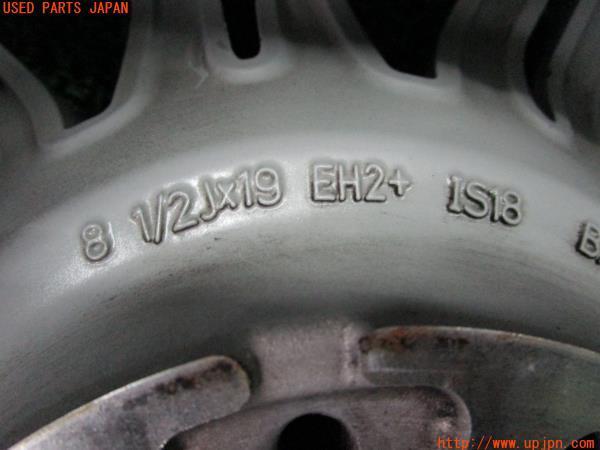 USED PARTS JAPAN
8 1/2Jx19 EH2+ IS18
http://www.upjpn.com